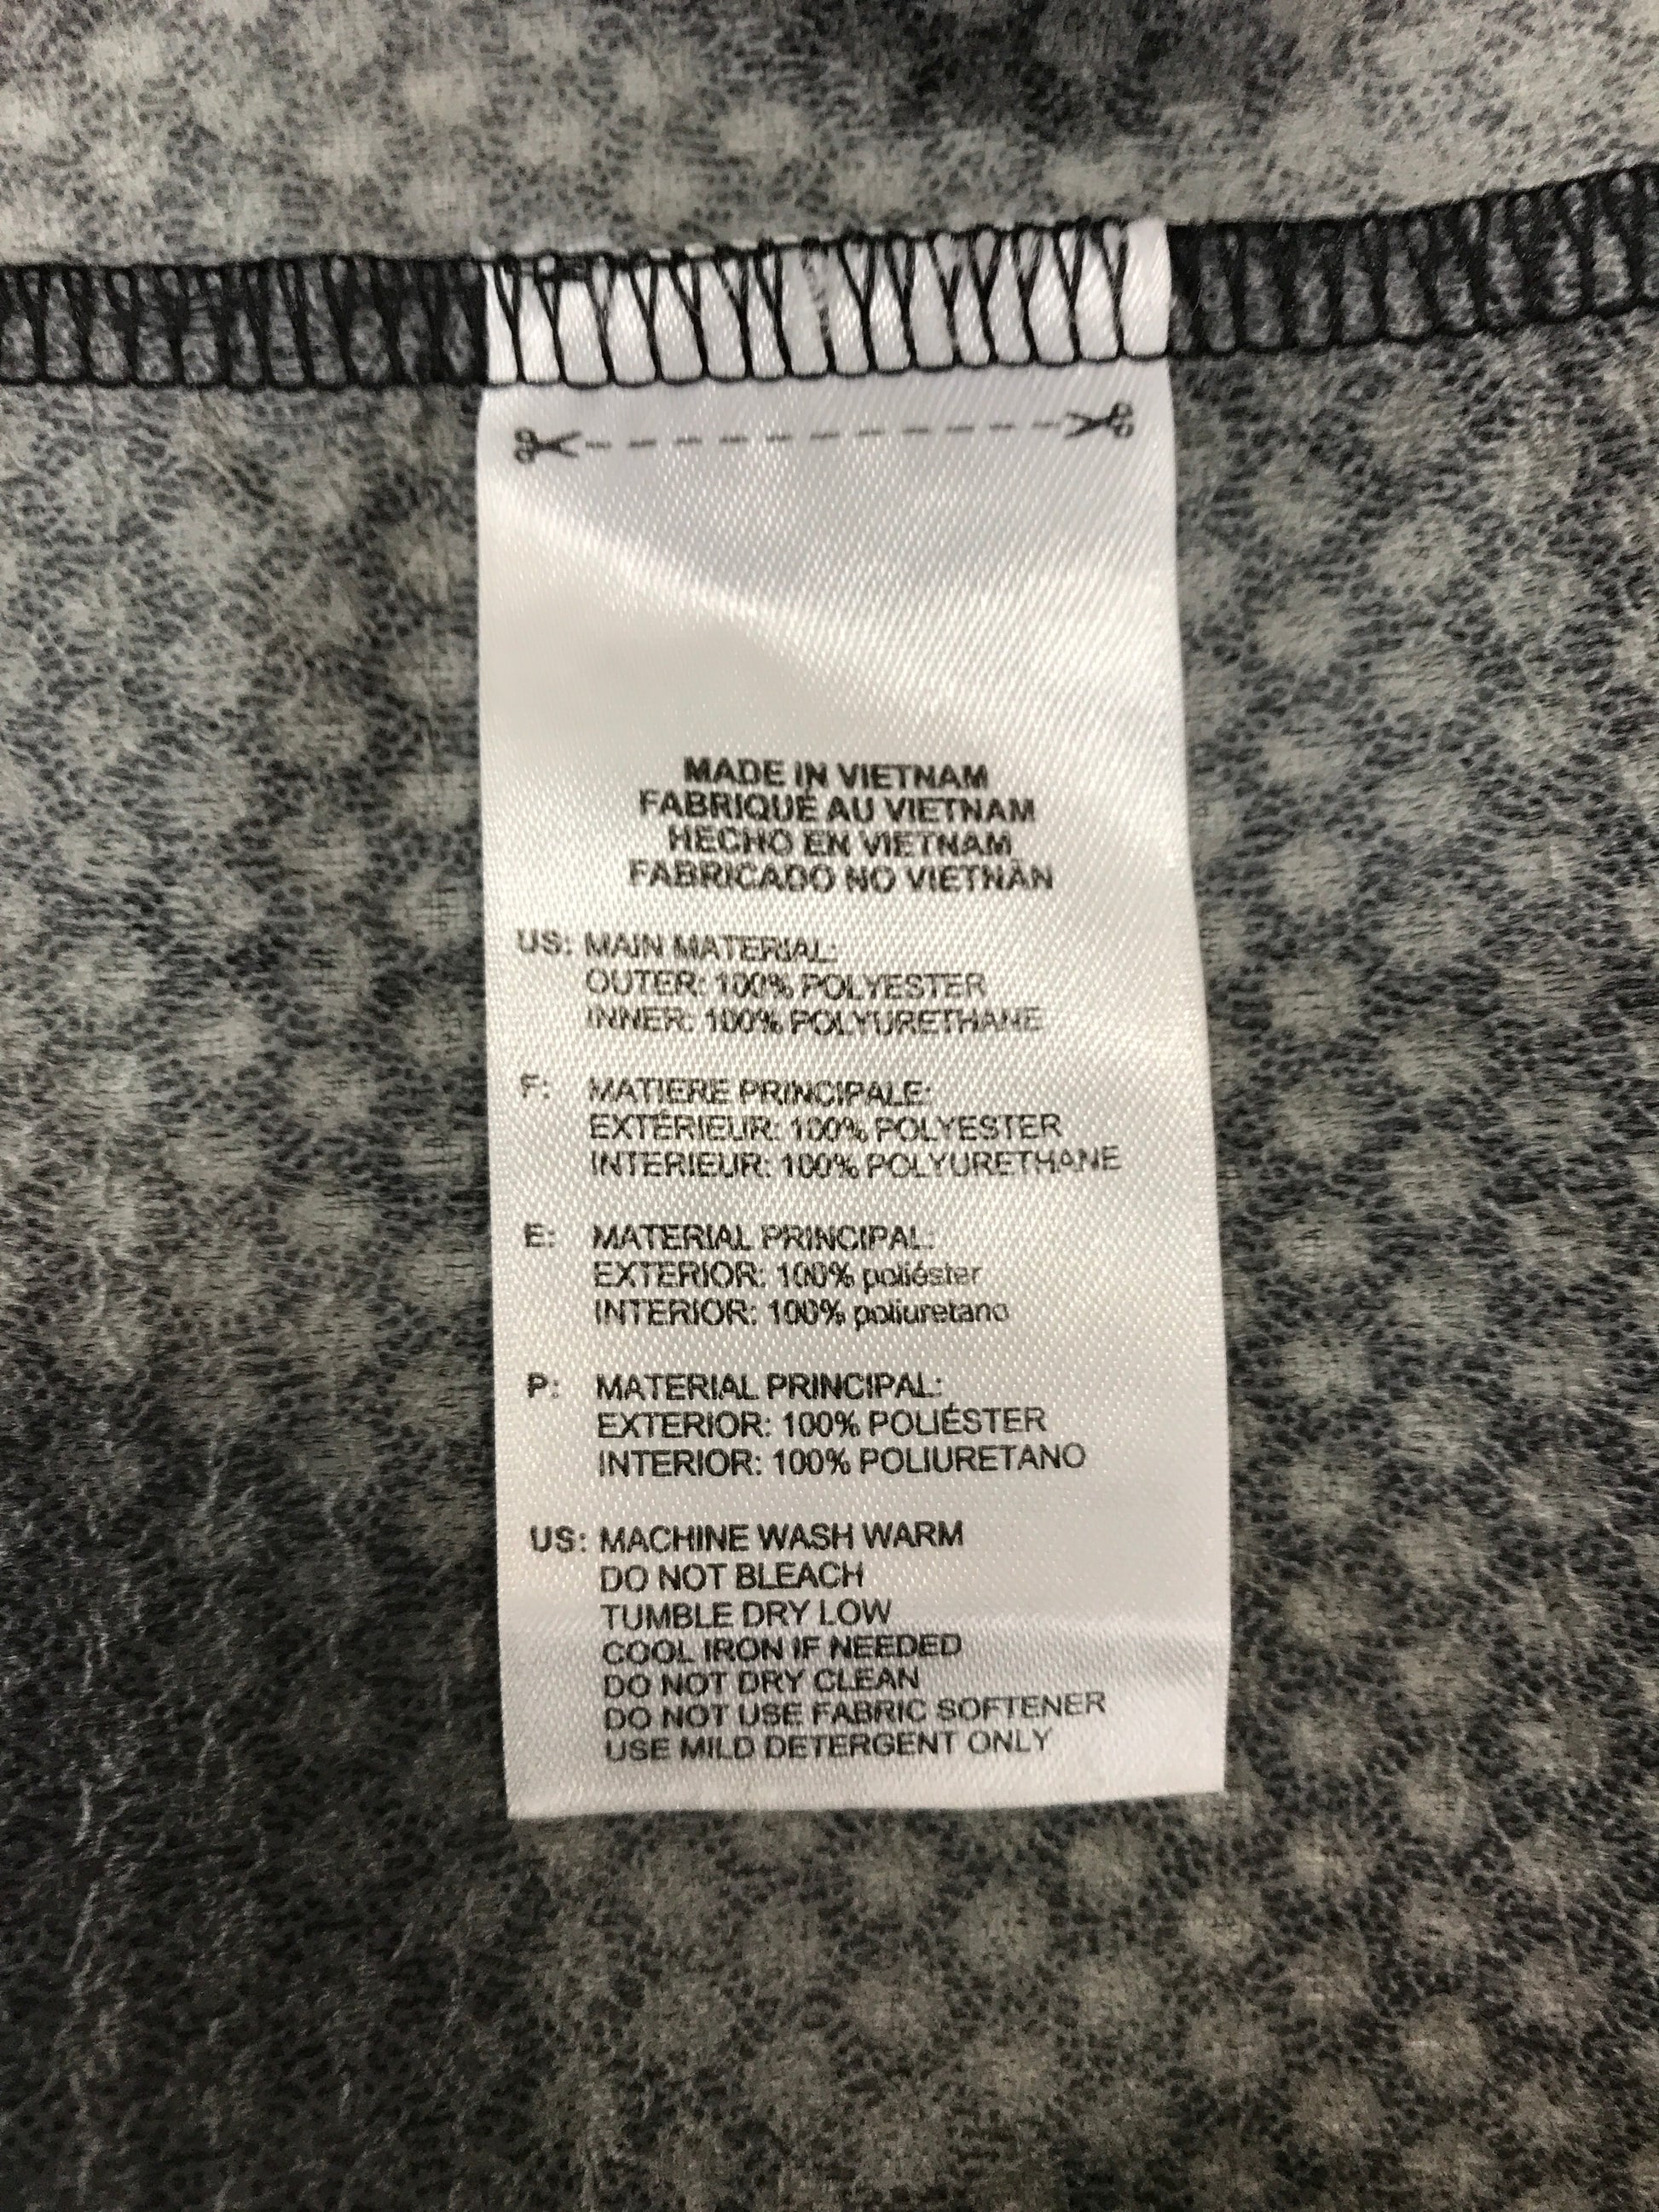 MADE IN VIETNAM
FABRIQUÉ AU VIETNAM
HECHO EN VIETNAM
FABRICADO NO VIETNÃN
US: MAIN MATERIAL:
OUTER: 100% POLYESTER
INNER: 100% POLYURETHANE
F: MATIERE PRINCIPALE:
EXTÉRIEUR: 100% POLYESTER
INTERIEUR: 100% POLYURETHANE
E: MATERIAL PRINCIPAL:
EXTERIOR: 100% poliéster
INTERIOR: 100% poliuretano
P: MATERIAL PRINCIPAL:
EXTERIOR: 100% POLIÉSTER
INTERIOR: 100% POLIURETANO
US: MACHINE WASH WARM
DO NOT BLEACH
TUMBLE DRY LOW
COOL IRON IF NEEDED
DO NOT DRY CLEAN
DO NOT USE FABRIC SOFTENER
USE MILD DETERGENT ONLY